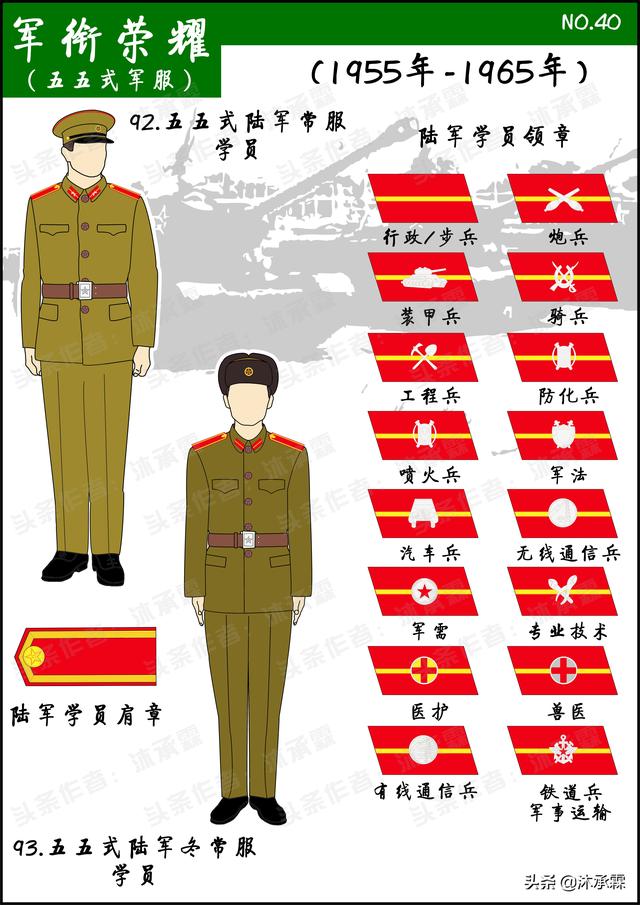 军衔荣耀
(五五式军服)
NO.40
(1955年-1965年)
92.五五式陆军常服
学员
陆军学员领章
行政/步兵
炮兵
装甲兵
骑兵
工程兵
防化兵
喷火兵
军法
汽车兵
无线通信兵
军需
专业技术
医护
兽医
有线通信兵
铁道兵
军事运输
陆军学员肩章
93.五五式陆军冬常服
学员
头条作者：沐承霖
头条 @沐承霖